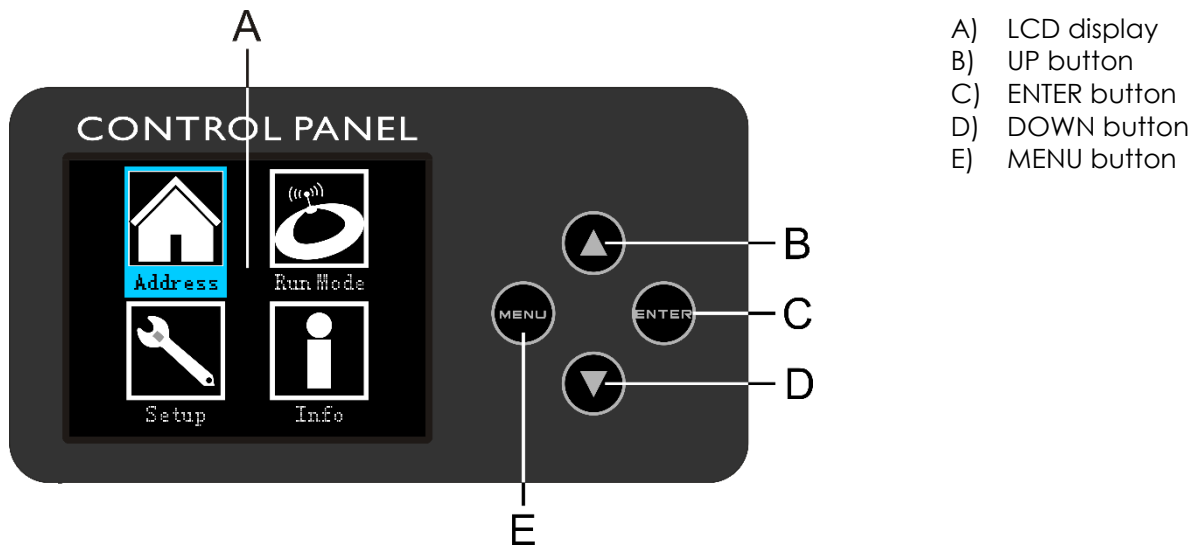 A
CONTROL PANEL
Address
Run Mode
Setup
Info
MENU
ENTER
B
C
D
E
A) LCD display
B) UP button
C) ENTER button
D) DOWN button
E) MENU button